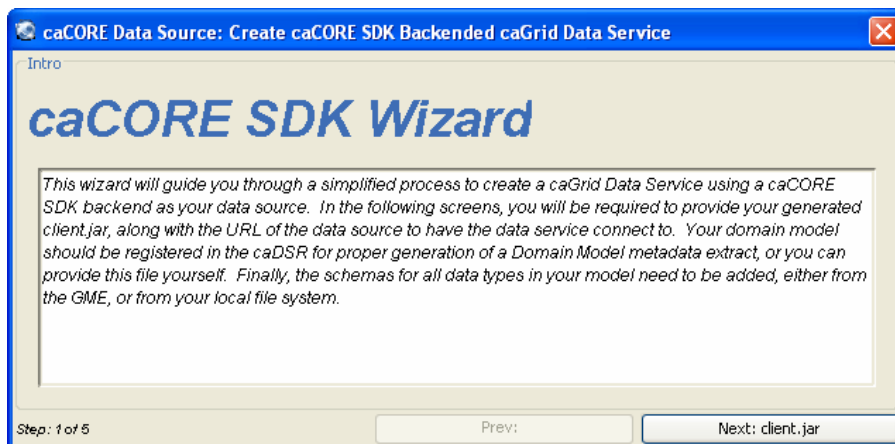 caCORE Data Source: Create caCORE SDK Backended caGrid Data Service
Intro
caCORE SDK Wizard
This wizard will guide you through a simplified process to create a caGrid Data Service using a caCORE
SDK backend as your data source. In the following screens, you will be required to provide your generated
client.jar, along with the URL of the data source to have the data service connect to. Your domain model
should be registered in the caDSR for proper generation of a Domain Model metadata extract, or you can
provide this file yourself. Finally, the schemas for all data types in your model need to be added, either from
the GME, or from your local file system.
Step: 1 of 5
Prev:
Next: client.jar